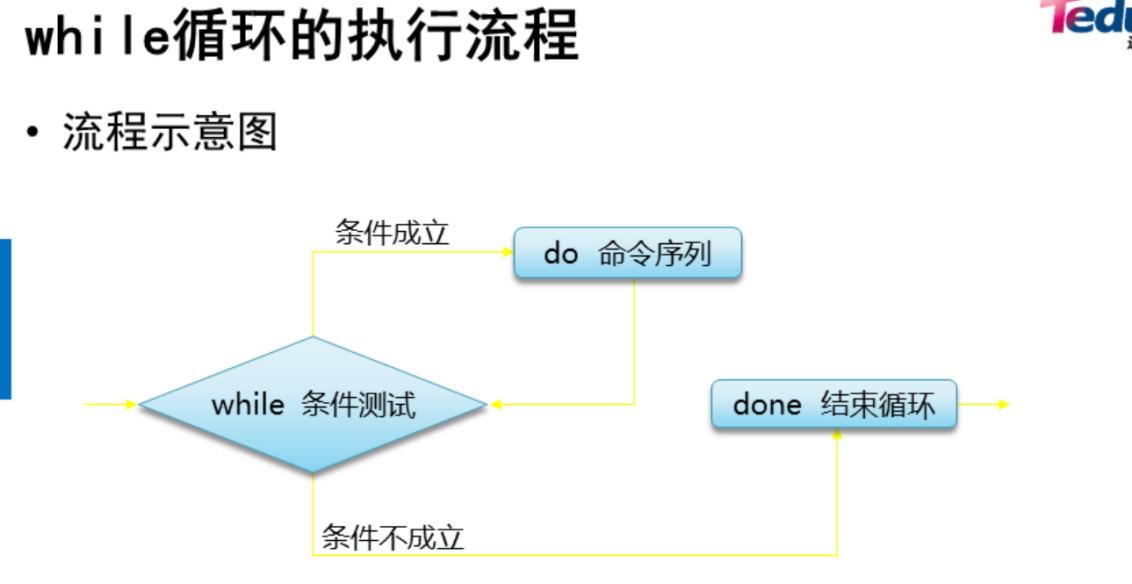 while循环的执行流程
Tedu
• 流程示意图
条件成立
do 命令序列
while 条件测试
done 结束循环
条件不成立